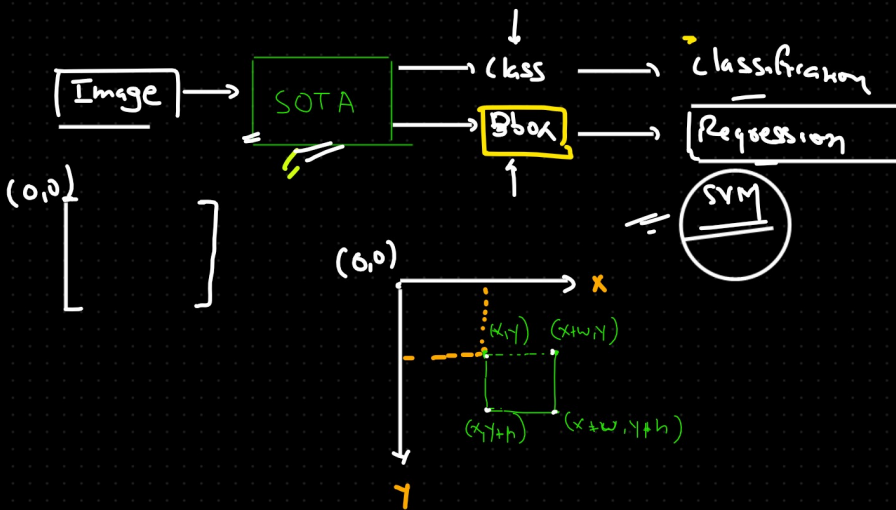 Image
SOTA
Class
Classification
Bbox
Regression
SVM
(0,0)
(0,0)
X
(x,y) (x+w,y)
(x,y+h) (x+w,y+h)
Y